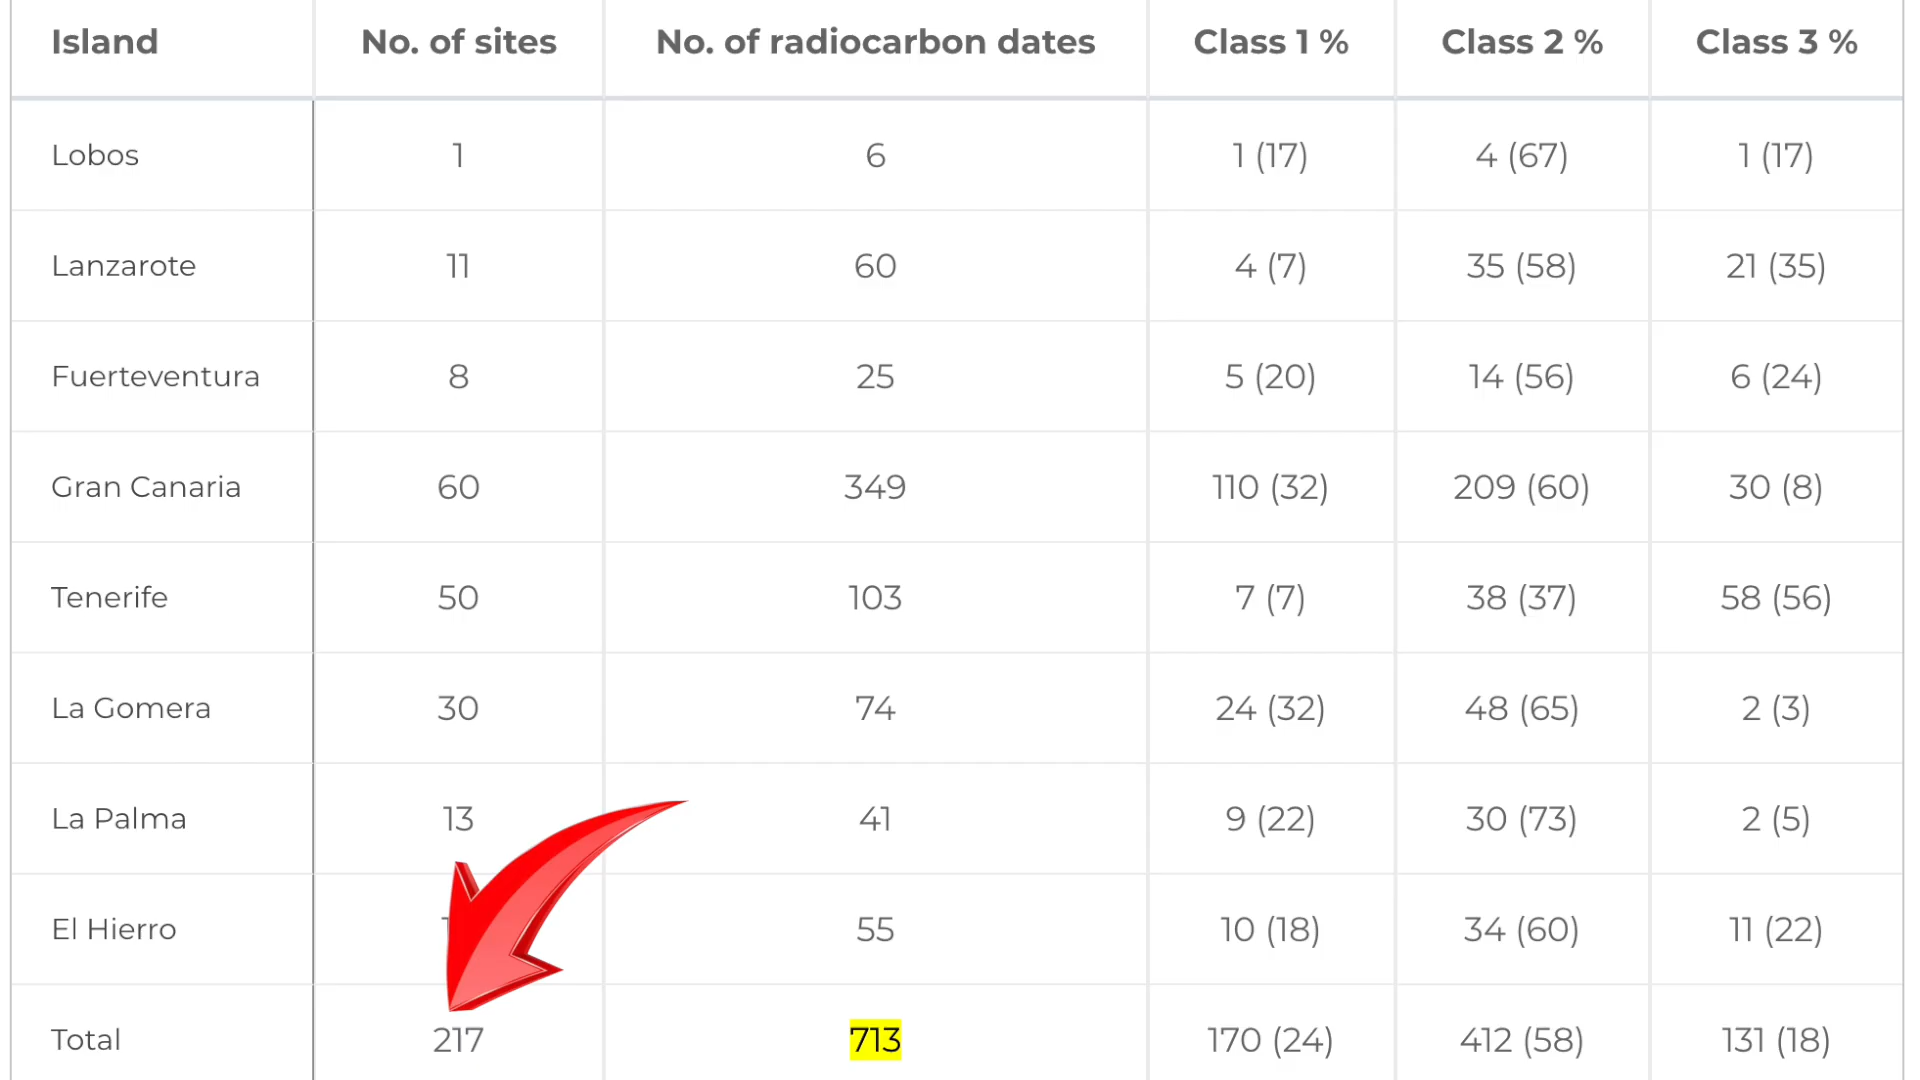 Island No. of sites No. of radiocarbon dates Class 1 % Class 2 % Class 3 %
Lobos 1 6 1 (17) 4 (67) 1 (17)
Lanzarote 11 60 4 (7) 35 (58) 21 (35)
Fuerteventura 8 25 5 (20) 14 (56) 6 (24)
Gran Canaria 60 349 110 (32) 209 (60) 30 (8)
Tenerife 50 103 7 (7) 38 (37) 58 (56)
La Gomera 30 74 24 (32) 48 (65) 2 (3)
La Palma 13 41 9 (22) 30 (73) 2 (5)
El Hierro 55 10 (18) 34 (60) 11 (22)
Total 217 713 170 (24) 412 (58) 131 (18)